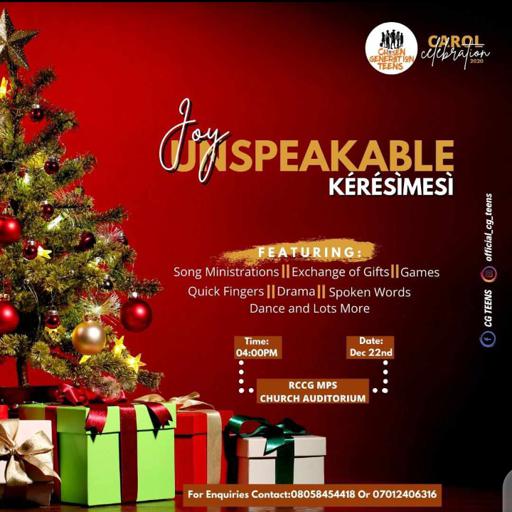 CHOSEN
GENERATION
TEENS
CAROL
celebration
2020
Joy
UNSPEAKABLE
KÉRÉSÌMESÌ
FEATURING:
Song Ministrations||Exchange of Gifts||Games
Quick Fingers||Drama|| Spoken Words
Dance and Lots More
Time:
04:00PM
Date:
Dec 22nd
RCCG MPS
CHURCH AUDITORIUM
official_cg_teens
CG TEENS
For Enquiries Contact:08058454418 Or 07012406316